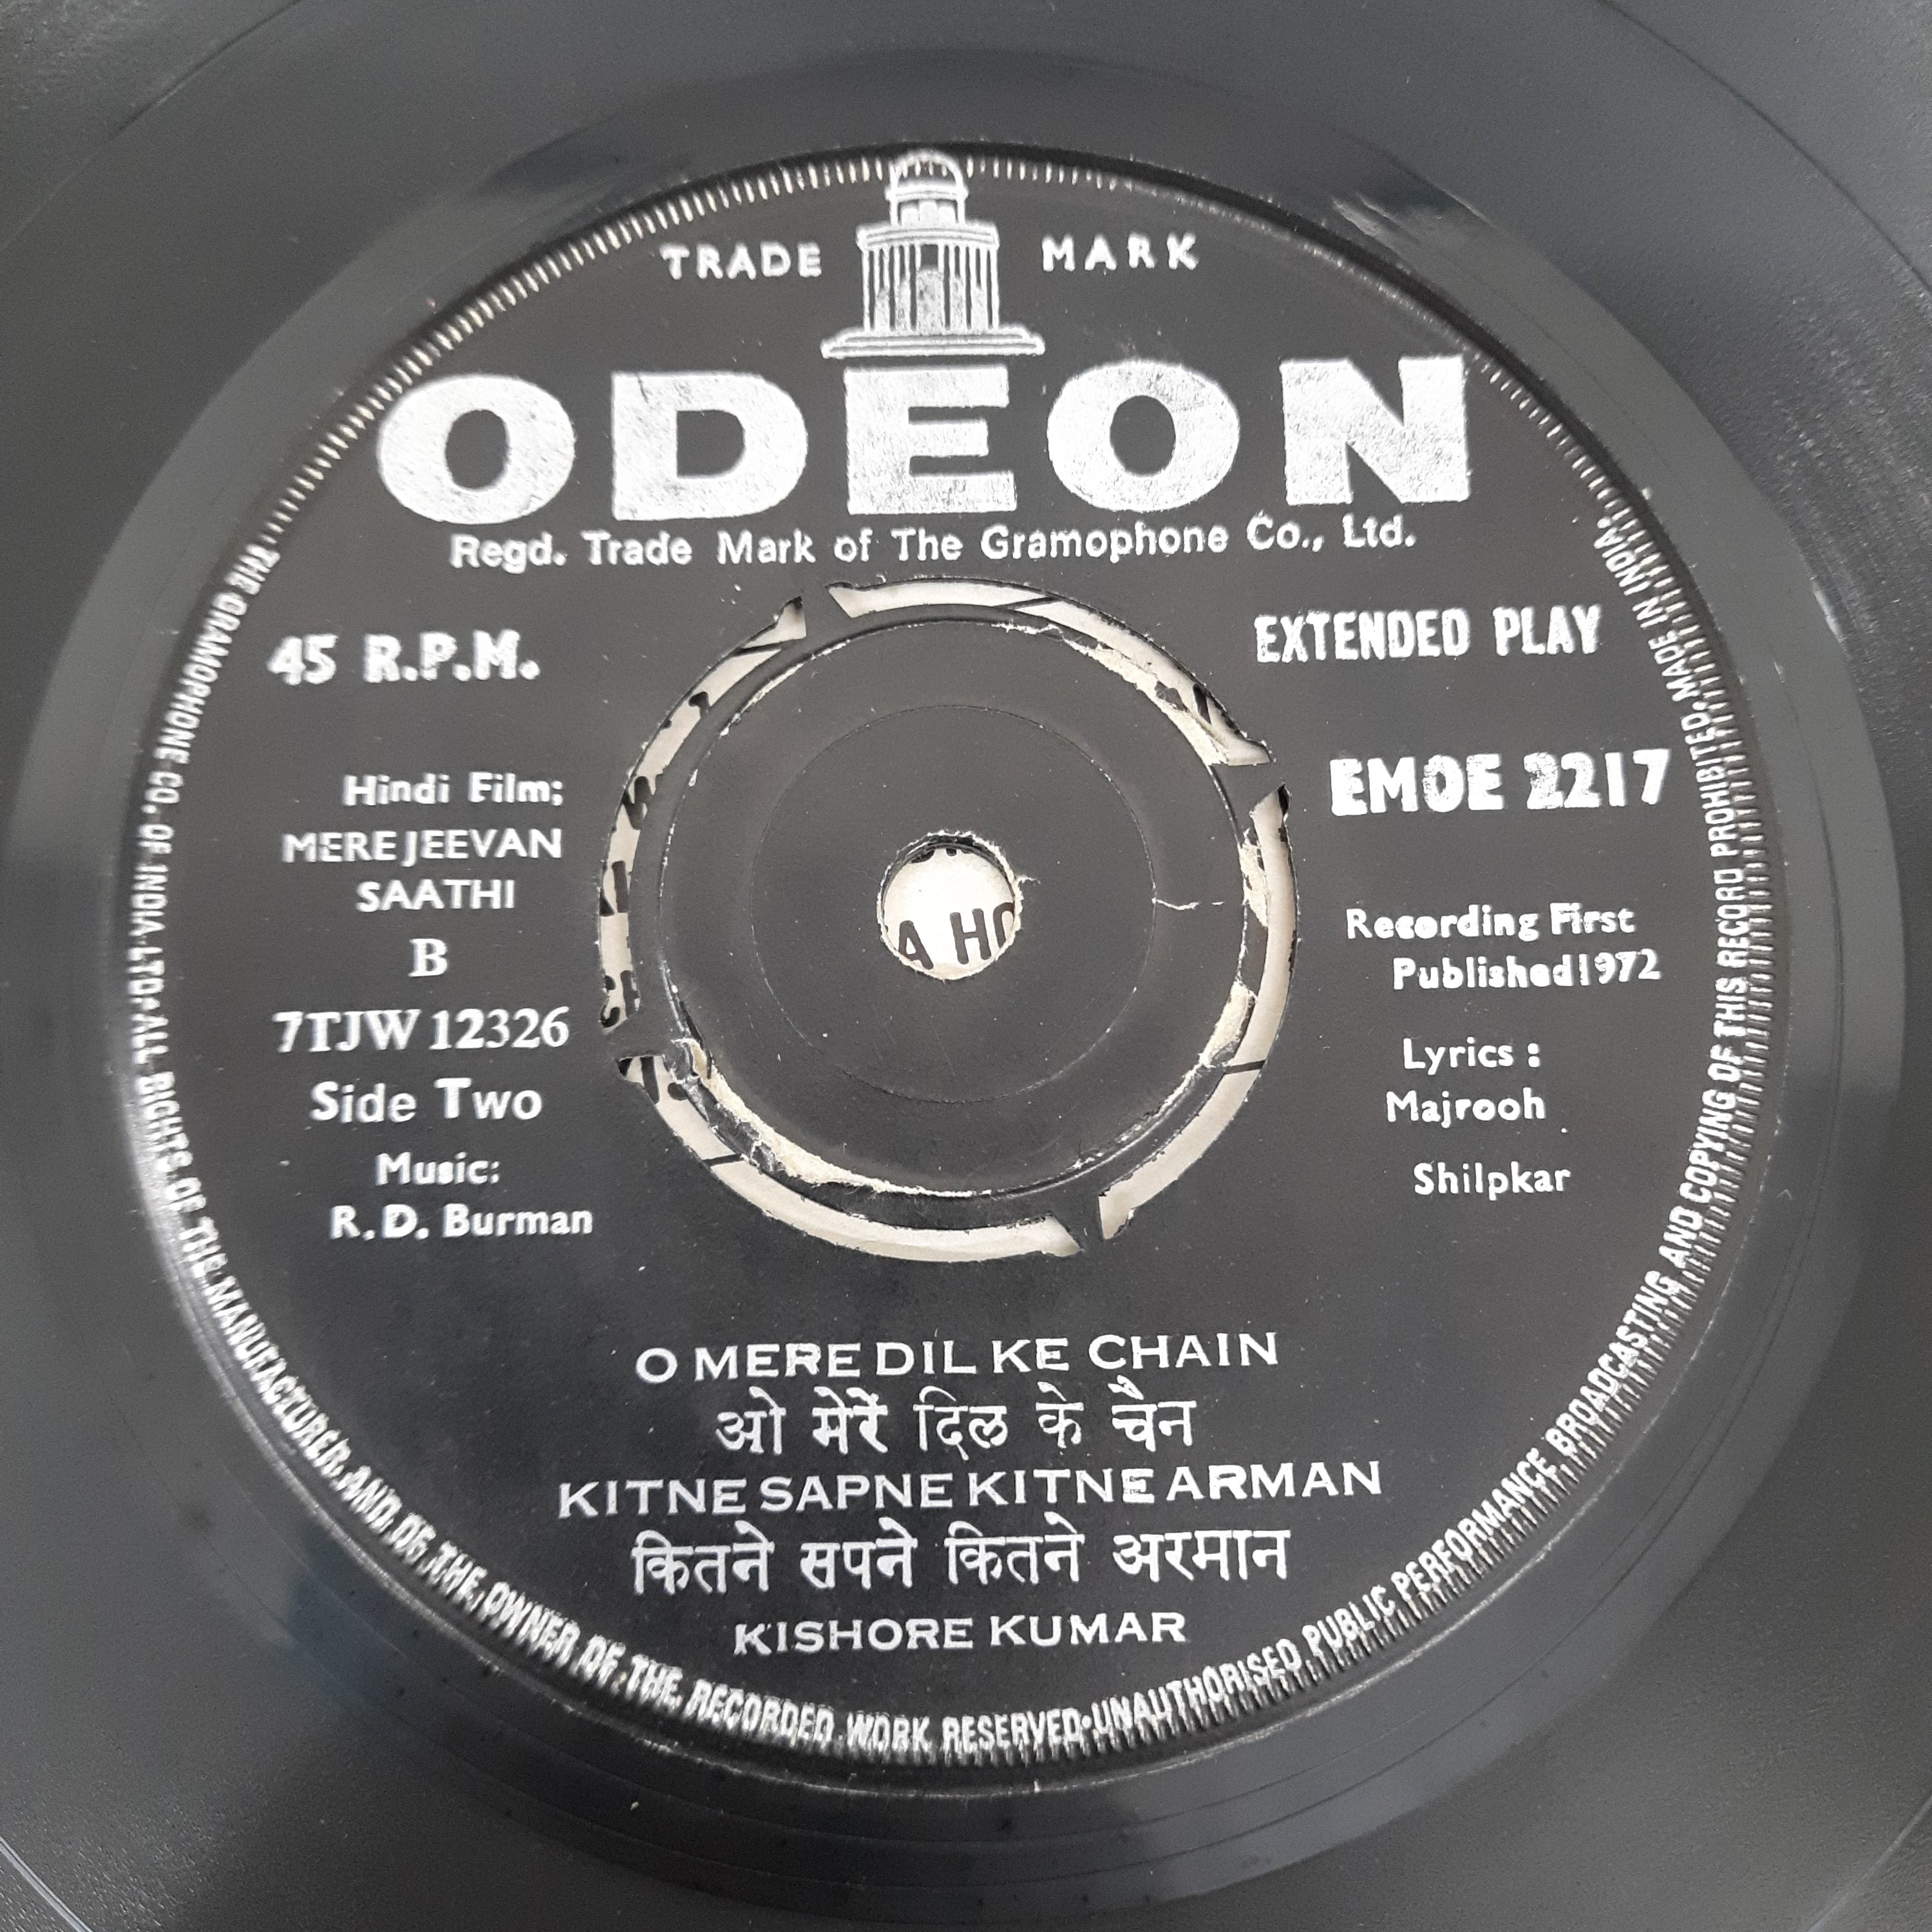 TRADE MARK
ODEON
Regd. Trade Mark of The Gramophone Co., Ltd.
45 R.P.M.
EXTENDED PLAY
EMOE 2217
Hindi Film;
MERE JEEVAN
SAATHI
B
7TJW 12326
Side Two
Music:
R.D. Burman
A HO
Recording First
Published 1972
Lyrics :
Majrooh
Shilpkar
O MERE DIL KE CHAIN
ओ मेरें दिल के चैन
KITNE SAPNE KITNE ARMAN
कितने सपने कितने अरमान
KISHORE KUMAR
THE GRAMOPHONE CO. OF INDIA LTD. ALL RIGHTS OF THE MANUFACTURER AND OF THE OWNER OF THE RECORDED WORK RESERVED. UNAUTHORISED PUBLIC PERFORMANCE BROADCASTING AND COPYING OF THIS RECORD PROHIBITED. MADE IN INDIA.